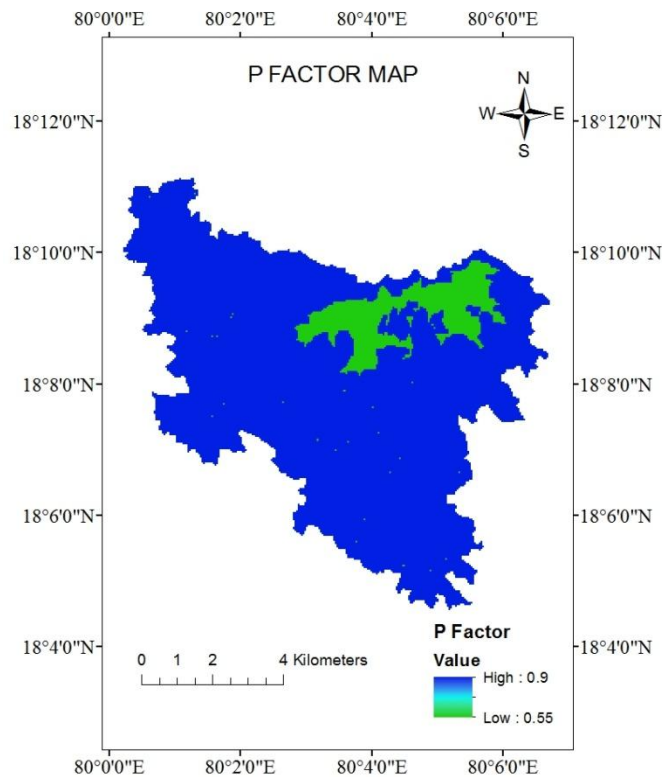 80°0'0"E 80°2'0"E 80°4'0"E 80°6'0"E
P FACTOR MAP
N
W E
S
18°12'0"N 18°12'0"N
18°10'0"N 18°10'0"N
18°8'0"N 18°8'0"N
18°6'0"N 18°6'0"N
18°4'0"N 18°4'0"N
P Factor
Value
High : 0.9
Low : 0.55
0 1 2 4 Kilometers
80°0'0"E 80°2'0"E 80°4'0"E 80°6'0"E